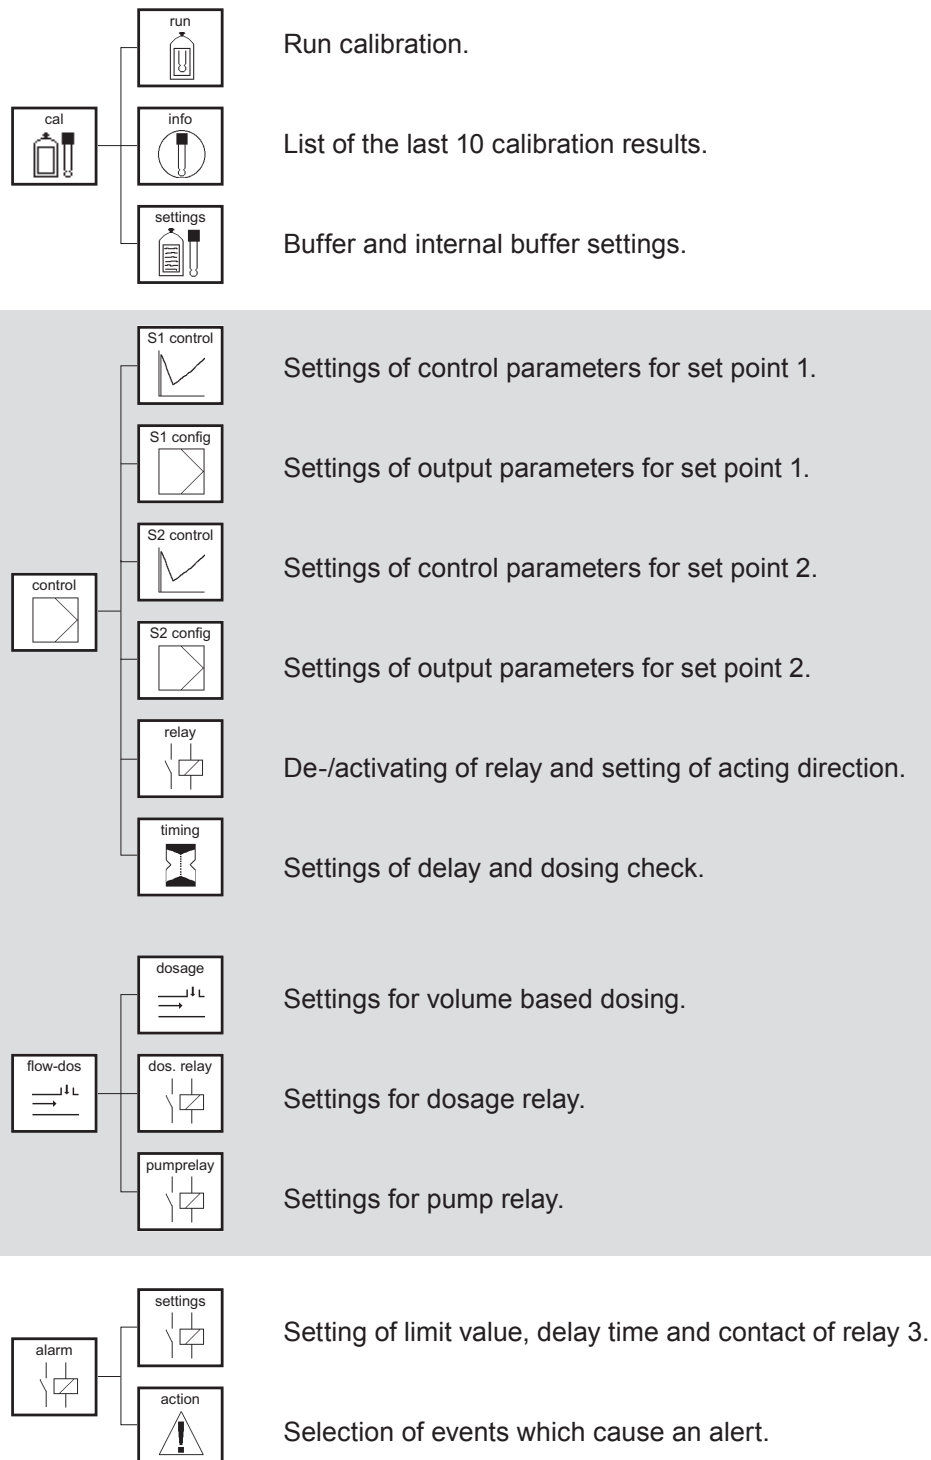 run
Run calibration.
cal
info
List of the last 10 calibration results.
settings
Buffer and internal buffer settings.
S1 control
Settings of control parameters for set point 1.
S1 config
Settings of output parameters for set point 1.
S2 control
Settings of control parameters for set point 2.
control
S2 config
Settings of output parameters for set point 2.
relay
De-/activating of relay and setting of acting direction.
timing
Settings of delay and dosing check.
dosage
Settings for volume based dosing.
flow-dos
dos. relay
Settings for dosage relay.
pumprelay
Settings for pump relay.
settings
Setting of limit value, delay time and contact of relay 3.
alarm
action
Selection of events which cause an alert.